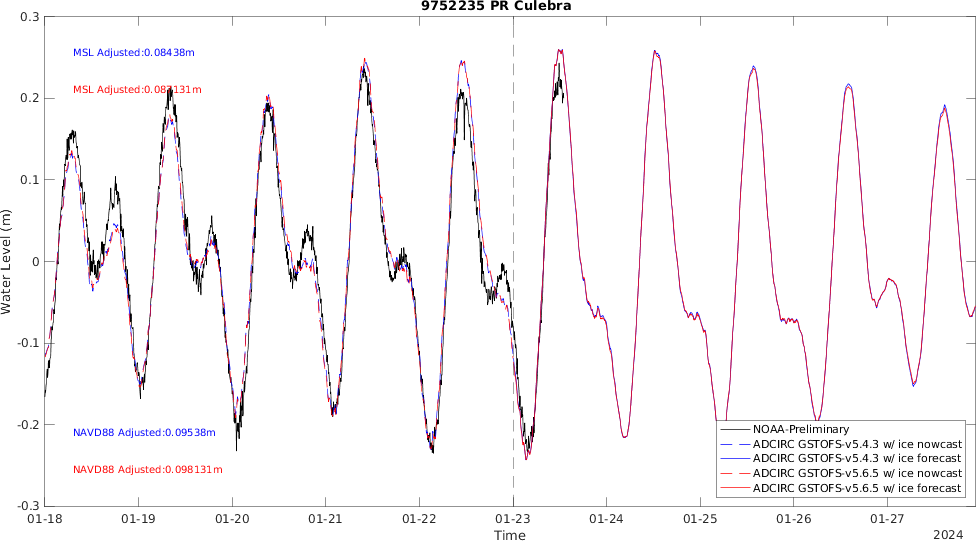 9752235 PR Culebra
0.3
0.2
0.1
0
-0.1
-0.2
-0.3
Water Level (m)
MSL Adjusted:0.08438m
MSL Adjusted:0.087131m
NAVD88 Adjusted:0.09538m
NAVD88 Adjusted:0.098131m
NOAA-Preliminary
ADCIRC GSTOFS-v5.4.3 w/ ice nowcast
ADCIRC GSTOFS-v5.4.3 w/ ice forecast
ADCIRC GSTOFS-v5.6.5 w/ ice nowcast
ADCIRC GSTOFS-v5.6.5 w/ ice forecast
01-18 01-19 01-20 01-21 01-22 01-23 01-24 01-25 01-26 01-27
Time
2024